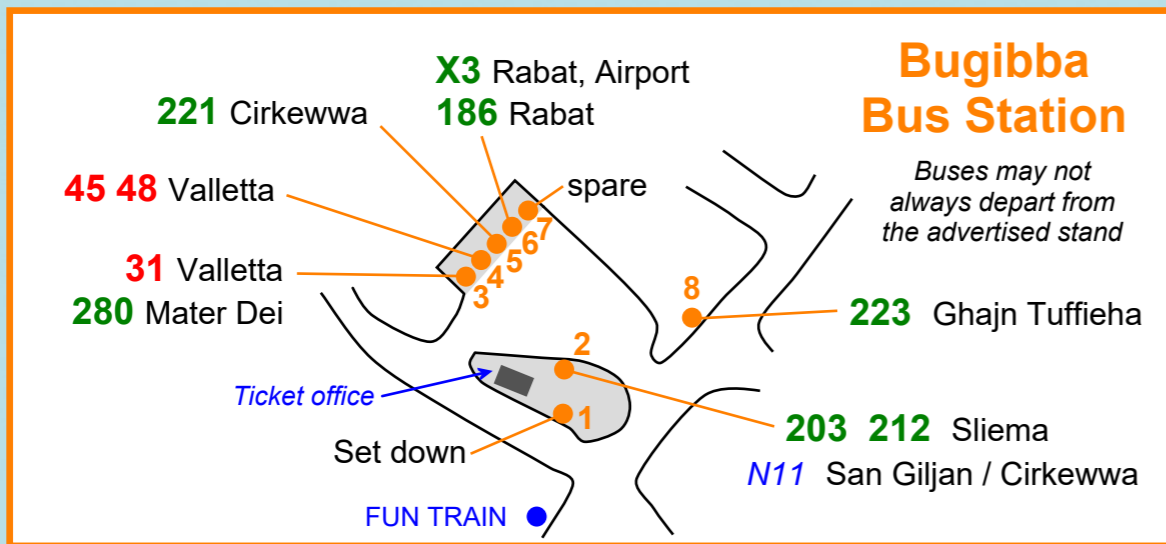 Bugibba
Bus Station
Buses may not
always depart from
the advertised stand
X3 Rabat, Airport
186 Rabat
221 Cirkewwa
45 48 Valletta
31 Valletta
280 Mater Dei
spare
7
6
5
4
3
8
223 Ghajn Tuffieha
2
Ticket office
1
203 212 Sliema
N11 San Giljan / Cirkewwa
Set down
FUN TRAIN